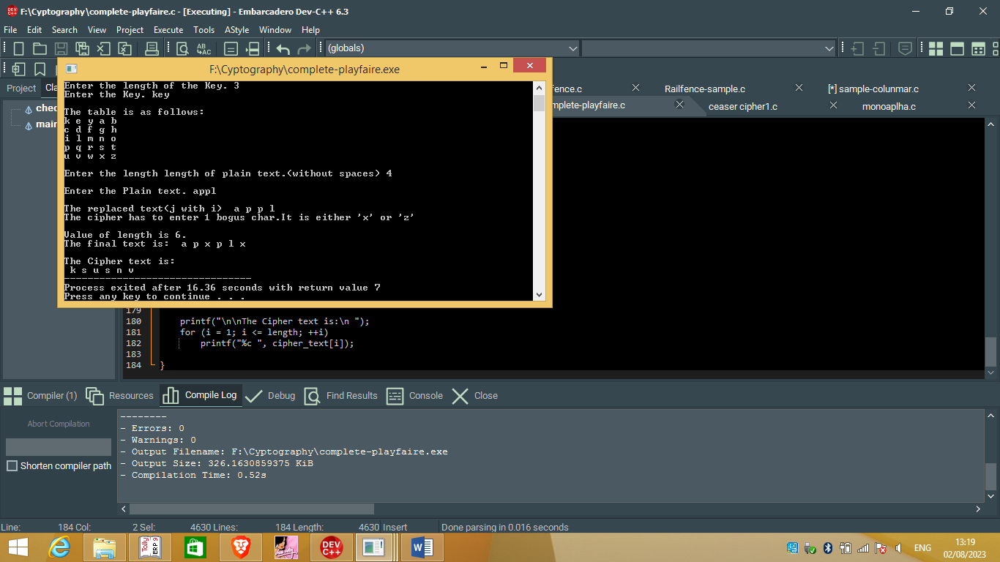 F:\Cyptography\complete-playfaire.c - [Executing] - Embarcadero Dev-C++ 6.3
File Edit Search View Project Execute Tools AStyle Window Help
(globals)
F:\Cyptography\complete-playfaire.exe
Project Cla
fence.c Railfence-sample.c [*] sample-colunmar.c
mplete-playfaire.c ceaser cipher1.c monoaplha.c
chec
main
Enter the length of the Key. 3
Enter the Key. key
The table is as follows:
k e y a b
c d f g h
i l m n o
p q r s t
u v w x z
Enter the length length of plain text.(without spaces) 4
Enter the Plain text. appl
The replaced text(j with i)  a p p l
The cipher has to enter 1 bogus char.It is either 'x' or 'z'
Value of length is 6.
The final text is:  a p x p l x
The Cipher text is:
k s u s n v
--------------------------------
Process exited after 16.36 seconds with return value 7
Press any key to continue . . .
179
180 printf("\n\nThe Cipher text is:\n ");
181 for (i = 1; i <= length; ++i)
182 printf("%c ", cipher_text[i]);
183
184 }
Compiler (1) Resources Compile Log Debug Find Results Console Close
Abort Compilation
Shorten compiler path
--------
- Errors: 0
- Warnings: 0
- Output Filename: F:\Cyptography\complete-playfaire.exe
- Output Size: 326.1630859375 KiB
- Compilation Time: 0.52s
Line: 184 Col: 2 Sel: 4630 Lines: 184 Length: 4630 Insert Done parsing in 0.016 seconds
Tally ERP 9
DEV C++
ENG
13:19
02/08/2023